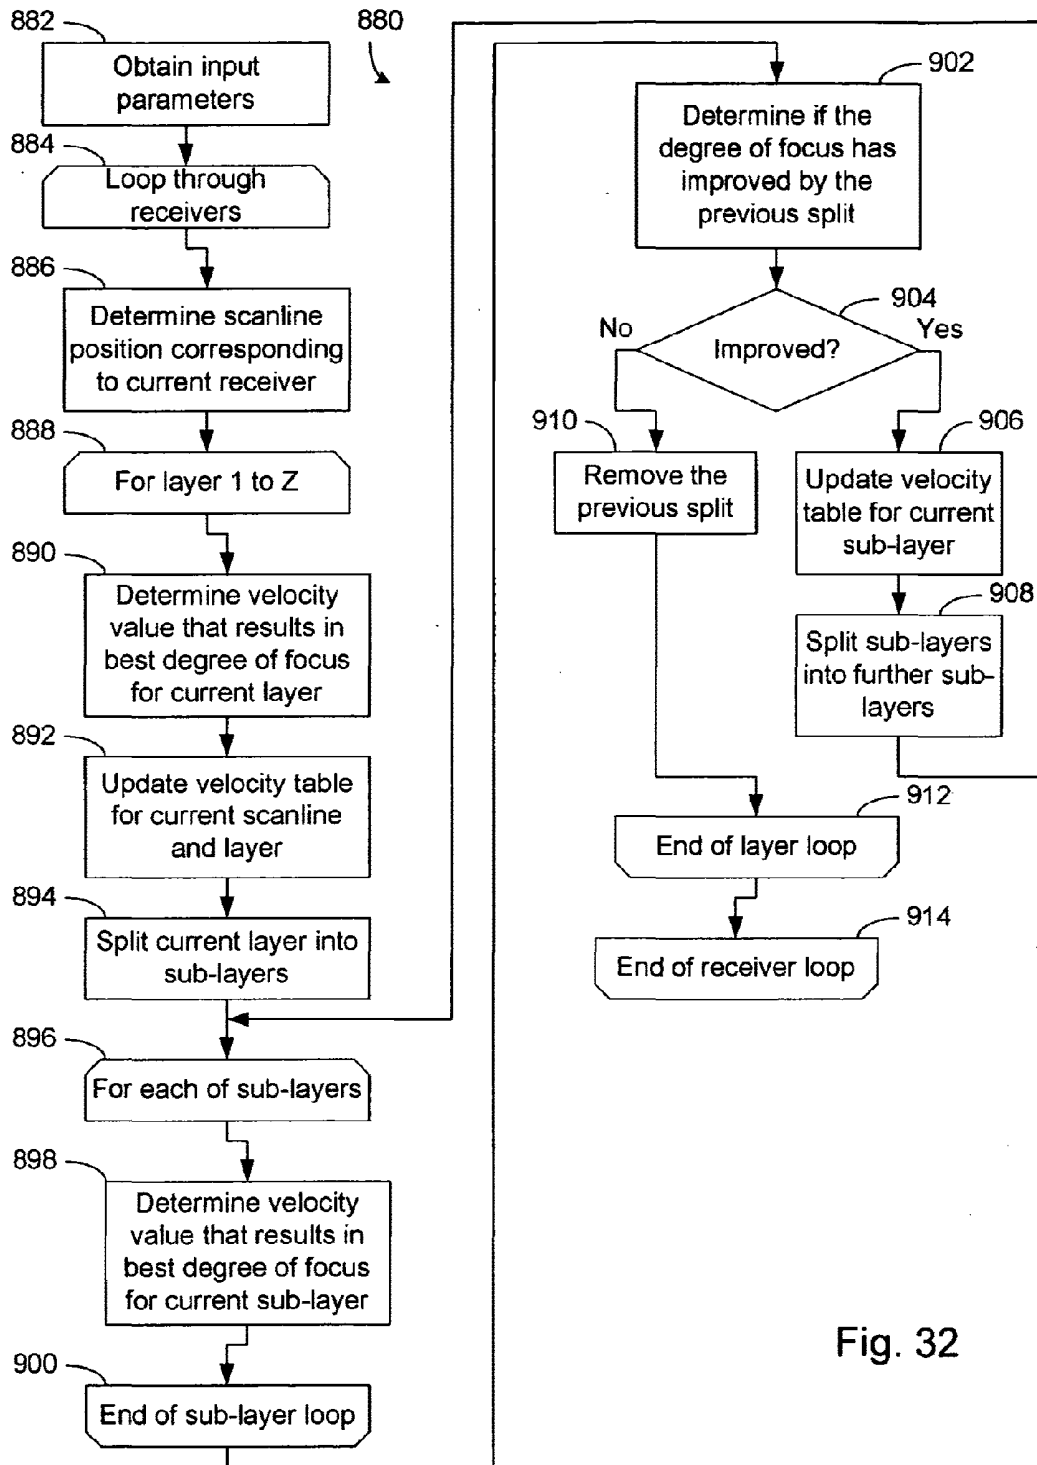 882
880
Obtain input
parameters
884
Loop through
receivers
886
Determine scanline
position corresponding
to current receiver
888
For layer 1 to Z
890
Determine velocity
value that results in
best degree of focus
for current layer
892
Update velocity table
for current scanline
and layer
894
Split current layer into
sub-layers
896
For each of sub-layers
898
Determine velocity
value that results in
best degree of focus
for current sub-layer
900
End of sub-layer loop
902
Determine if the
degree of focus has
improved by the
previous split
904
No
Yes
Improved?
910
Remove the
previous split
906
Update velocity
table for current
sub-layer
908
Split sub-layers
into further sub-
layers
912
End of layer loop
914
End of receiver loop
Fig. 32